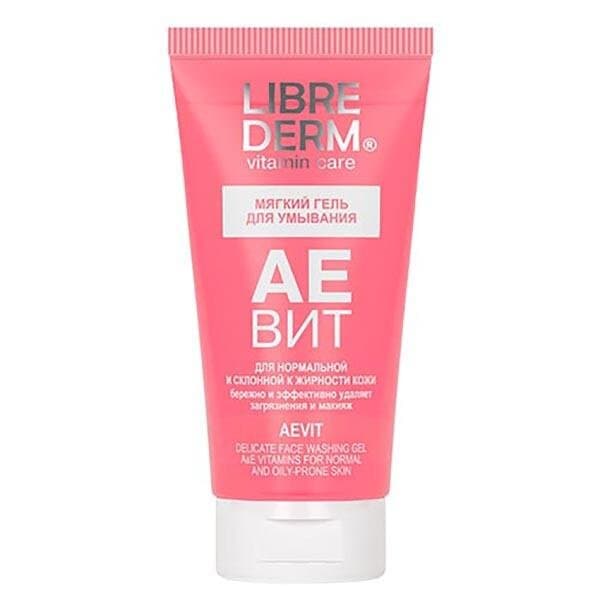 LIBRE
DERM®
vitamin care
МЯГКИЙ ГЕЛЬ
ДЛЯ УМЫВАНИЯ
АЕ
ВИТ
ДЛЯ НОРМАЛЬНОЙ
И СКЛОННОЙ К ЖИРНОСТИ КОЖИ
бережно и эффективно удаляет
загрязнения и макияж
AEVIT
DELICATE FACE WASHING GEL
A&E VITAMINS FOR NORMAL
AND OILY-PRONE SKIN